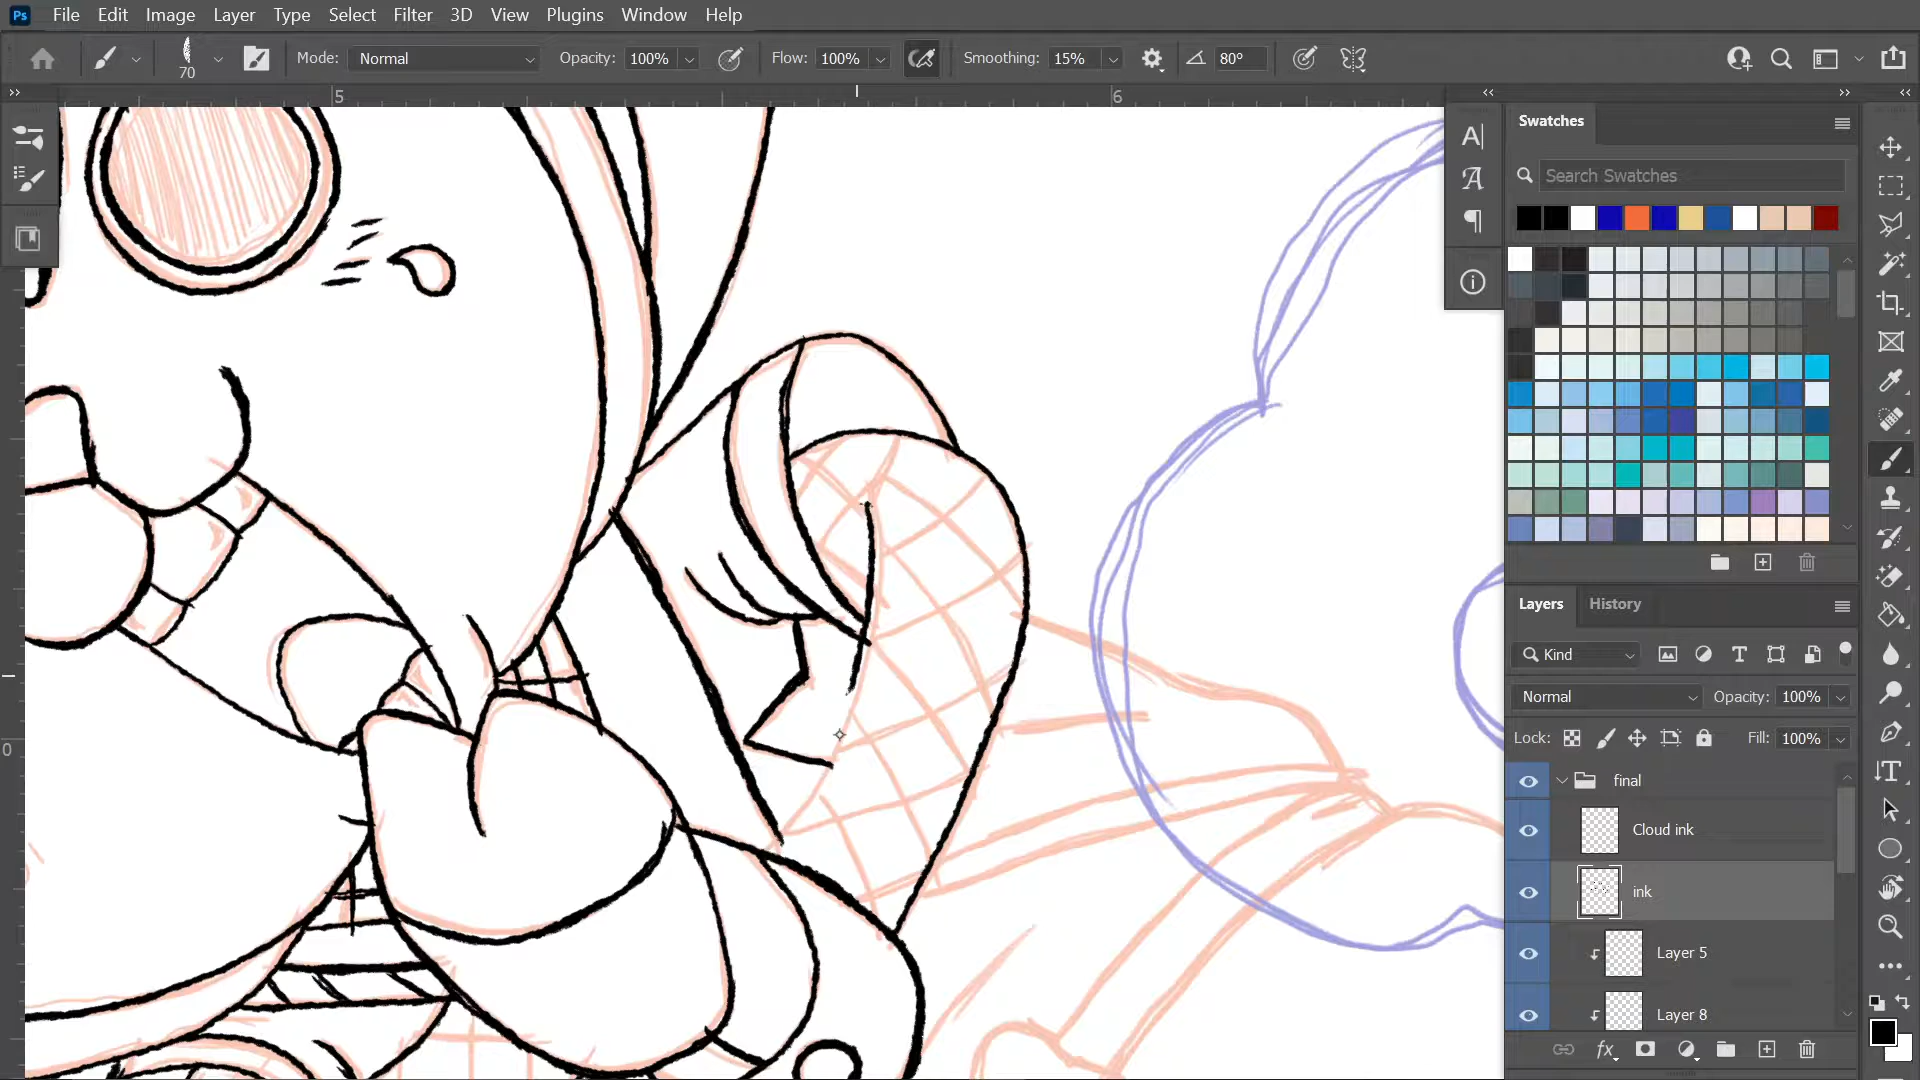 Ps File Edit Image Layer Type Select Filter 3D View Plugins Window Help
70 Mode: Normal Opacity: 100% Flow: 100% Smoothing: 15% 80°
5 6
Swatches
Search Swatches
Layers History
Kind
Normal Opacity: 100%
Lock: Fill: 100%
0
final
Cloud ink
ink
Layer 5
Layer 8
fx